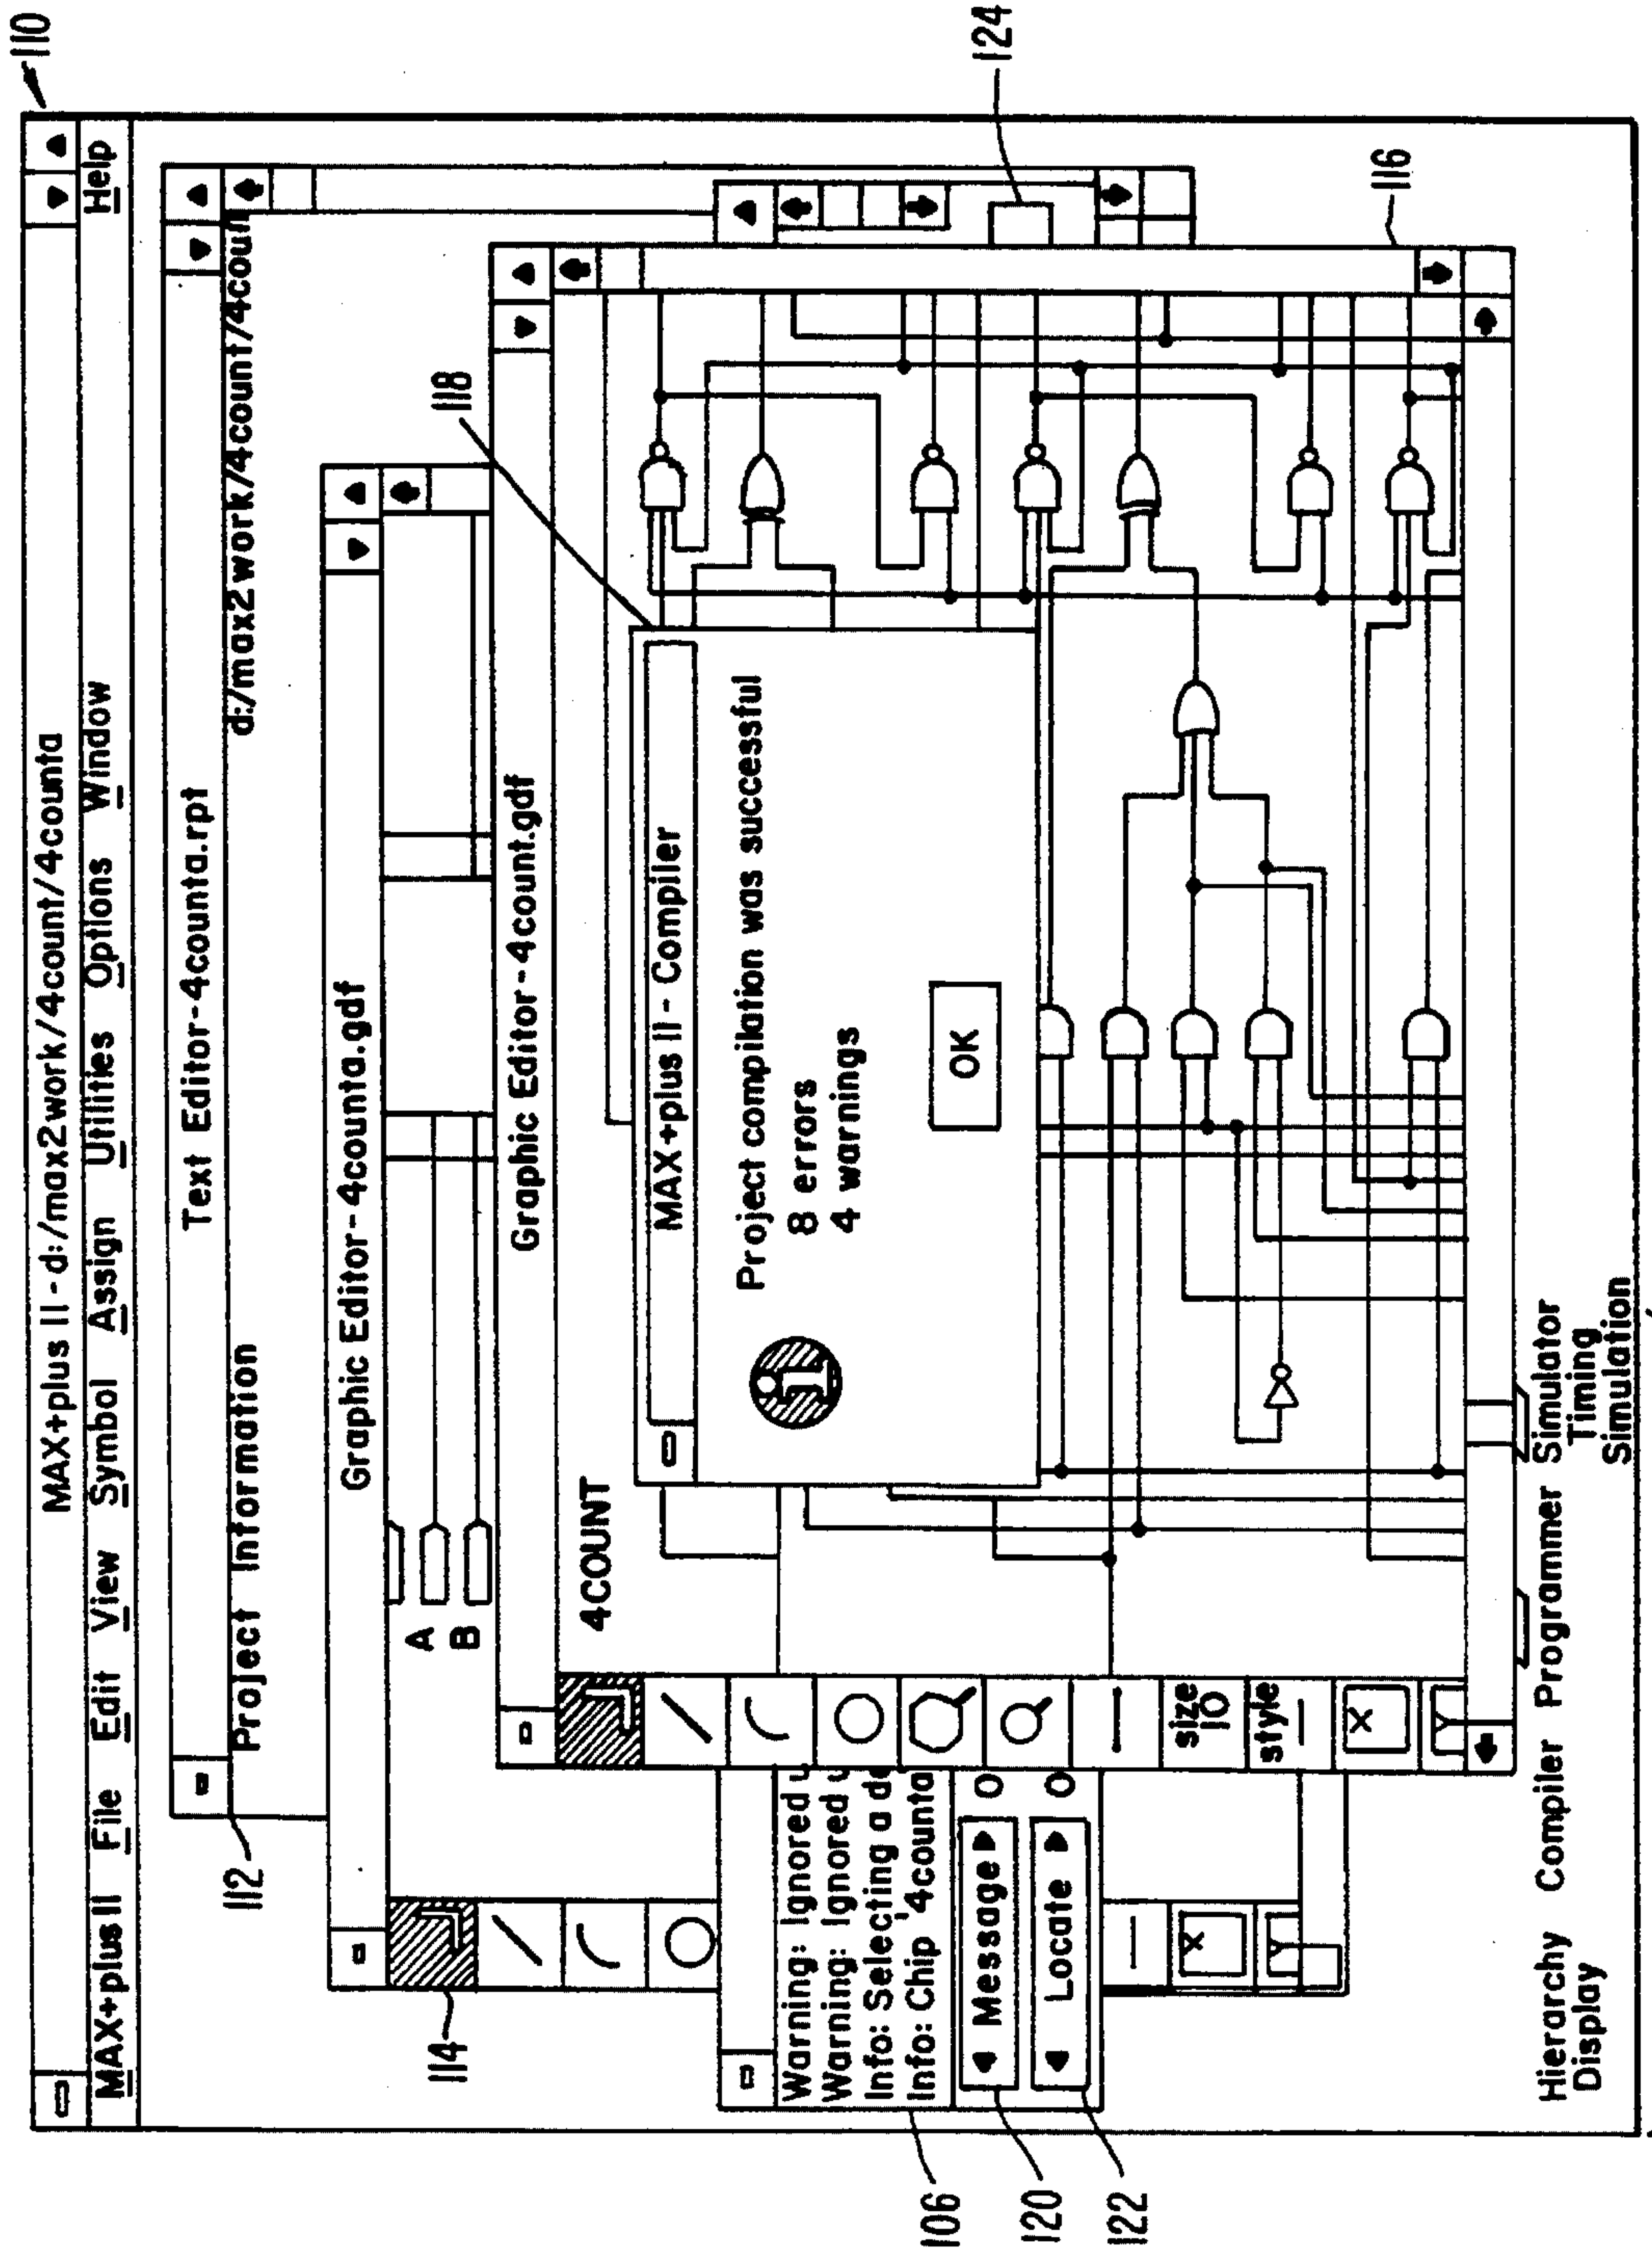 110
MAX+plus II - d:/max2work/4count/4counta
MAX+plus II File Edit View Symbol Assign Utilities Options Window Help
Text Editor-4counta.rpt
112
Project Information
d:/max2work/4count/4coun
Graphic Editor-4counta.gdf
114
A
B
Graphic Editor-4count.gdf
118
4COUNT
MAX+plus II - Compiler
Project compilation was successful
8 errors
4 warnings
OK
124
116
106
Warning: Ignored
Warning: Ignored
Info: Selecting a de
Info: Chip '4counta
120
Message
122
Locate
size
10
style
Hierarchy Display
Compiler
Programmer
Simulator
Timing
Simulation